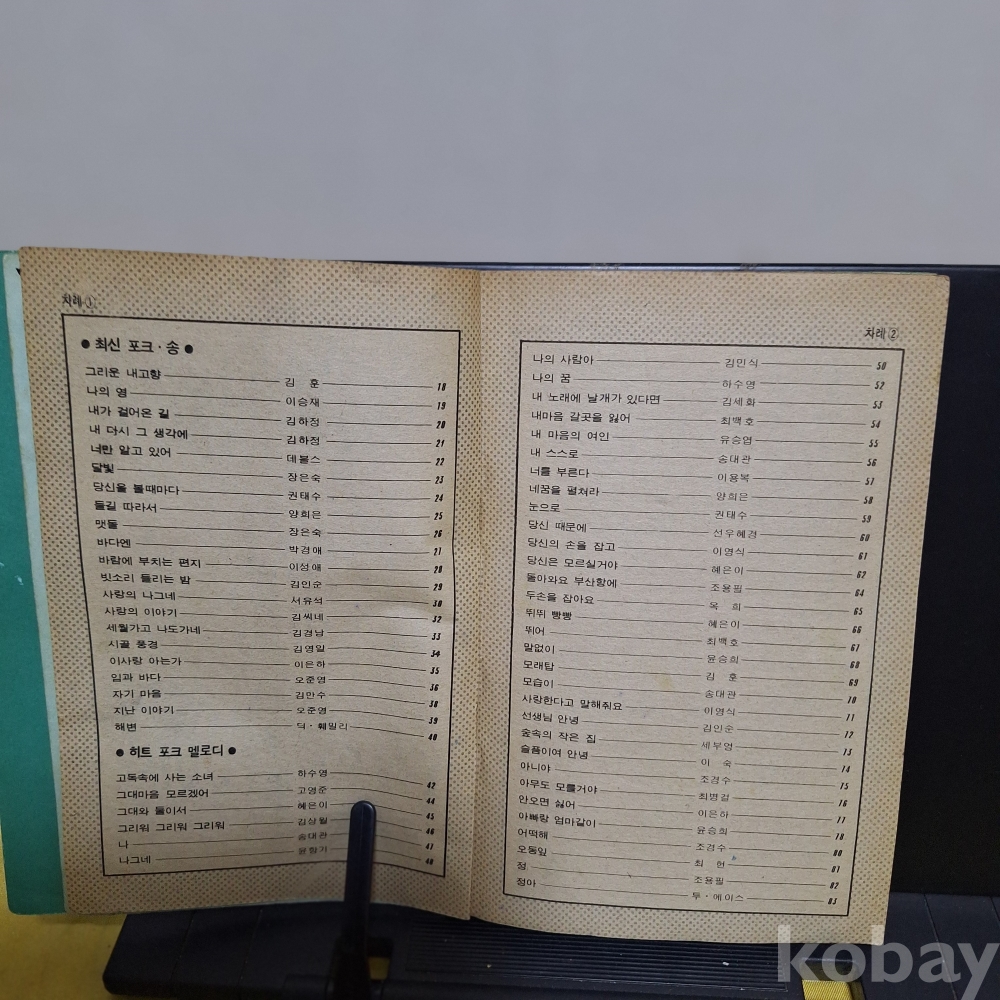 차례 ①
● 최신 포크·송 ●
그리운 내고향 김 훈 18
나의 영 이승재 19
내가 걸어온 길 김하정 20
내 다시 그 생각에 김하정 21
너만 알고 있어 데블스 22
달빛 장은숙 23
당신을 볼때마다 권태수 24
들길 따라서 양희은 25
맷돌 장은숙 26
바다엔 박경애 27
바람에 부치는 편지 이성애 28
빗소리 들리는 밤 김인순 29
사랑의 나그네 서유석 30
사랑의 이야기 김씨네 32
세월가고 나도가네 김경남 33
시골 풍경 김영일 34
이사랑 아는가 이은하 35
임과 바다 오준영 36
자기 마음 김만수 38
지난 이야기 오준영 39
해변 딕·훼밀리 40
● 히트 포크 멜로디 ●
고독속에 사는 소녀 하수영 42
그대마음 모르겠어 고영준 44
그대와 둘이서 혜은이 45
그리워 그리워 그리워 김상월 46
나 송대관 47
나그네 윤항기 48
차례 ②
나의 사람아 김민식 50
나의 꿈 하수영 52
내 노래에 날개가 있다면 김세화 53
내마음 갈곳을 잃어 최백호 54
내 마음의 여인 유승엽 55
내 스스로 송대관 56
너를 부른다 이용복 57
네꿈을 펼쳐라 양희은 58
눈으로 권태수 59
당신 때문에 선우혜경 60
당신의 손을 잡고 이영식 61
당신은 모르실거야 혜은이 62
돌아와요 부산항에 조용필 64
두손을 잡아요 옥 희 65
뛰뛰 빵빵 혜은이 66
뛰어 최백호 67
말없이 윤승희 68
모래탑 김 훈 69
모습이 송대관 70
사랑한다고 말해줘요 이영식 71
선생님 안녕 김인순 72
숲속의 작은 집 세부엉 73
슬픔이여 안녕 이 숙 74
아니야 조경수 75
아무도 모를거야 최병걸 76
안오면 싫어 이은하 77
아빠랑 엄마같이 윤승희 78
어떡해 조경수 80
오동잎 최 헌 81
정 조용필 82
정아 투·에이스 83
kobay